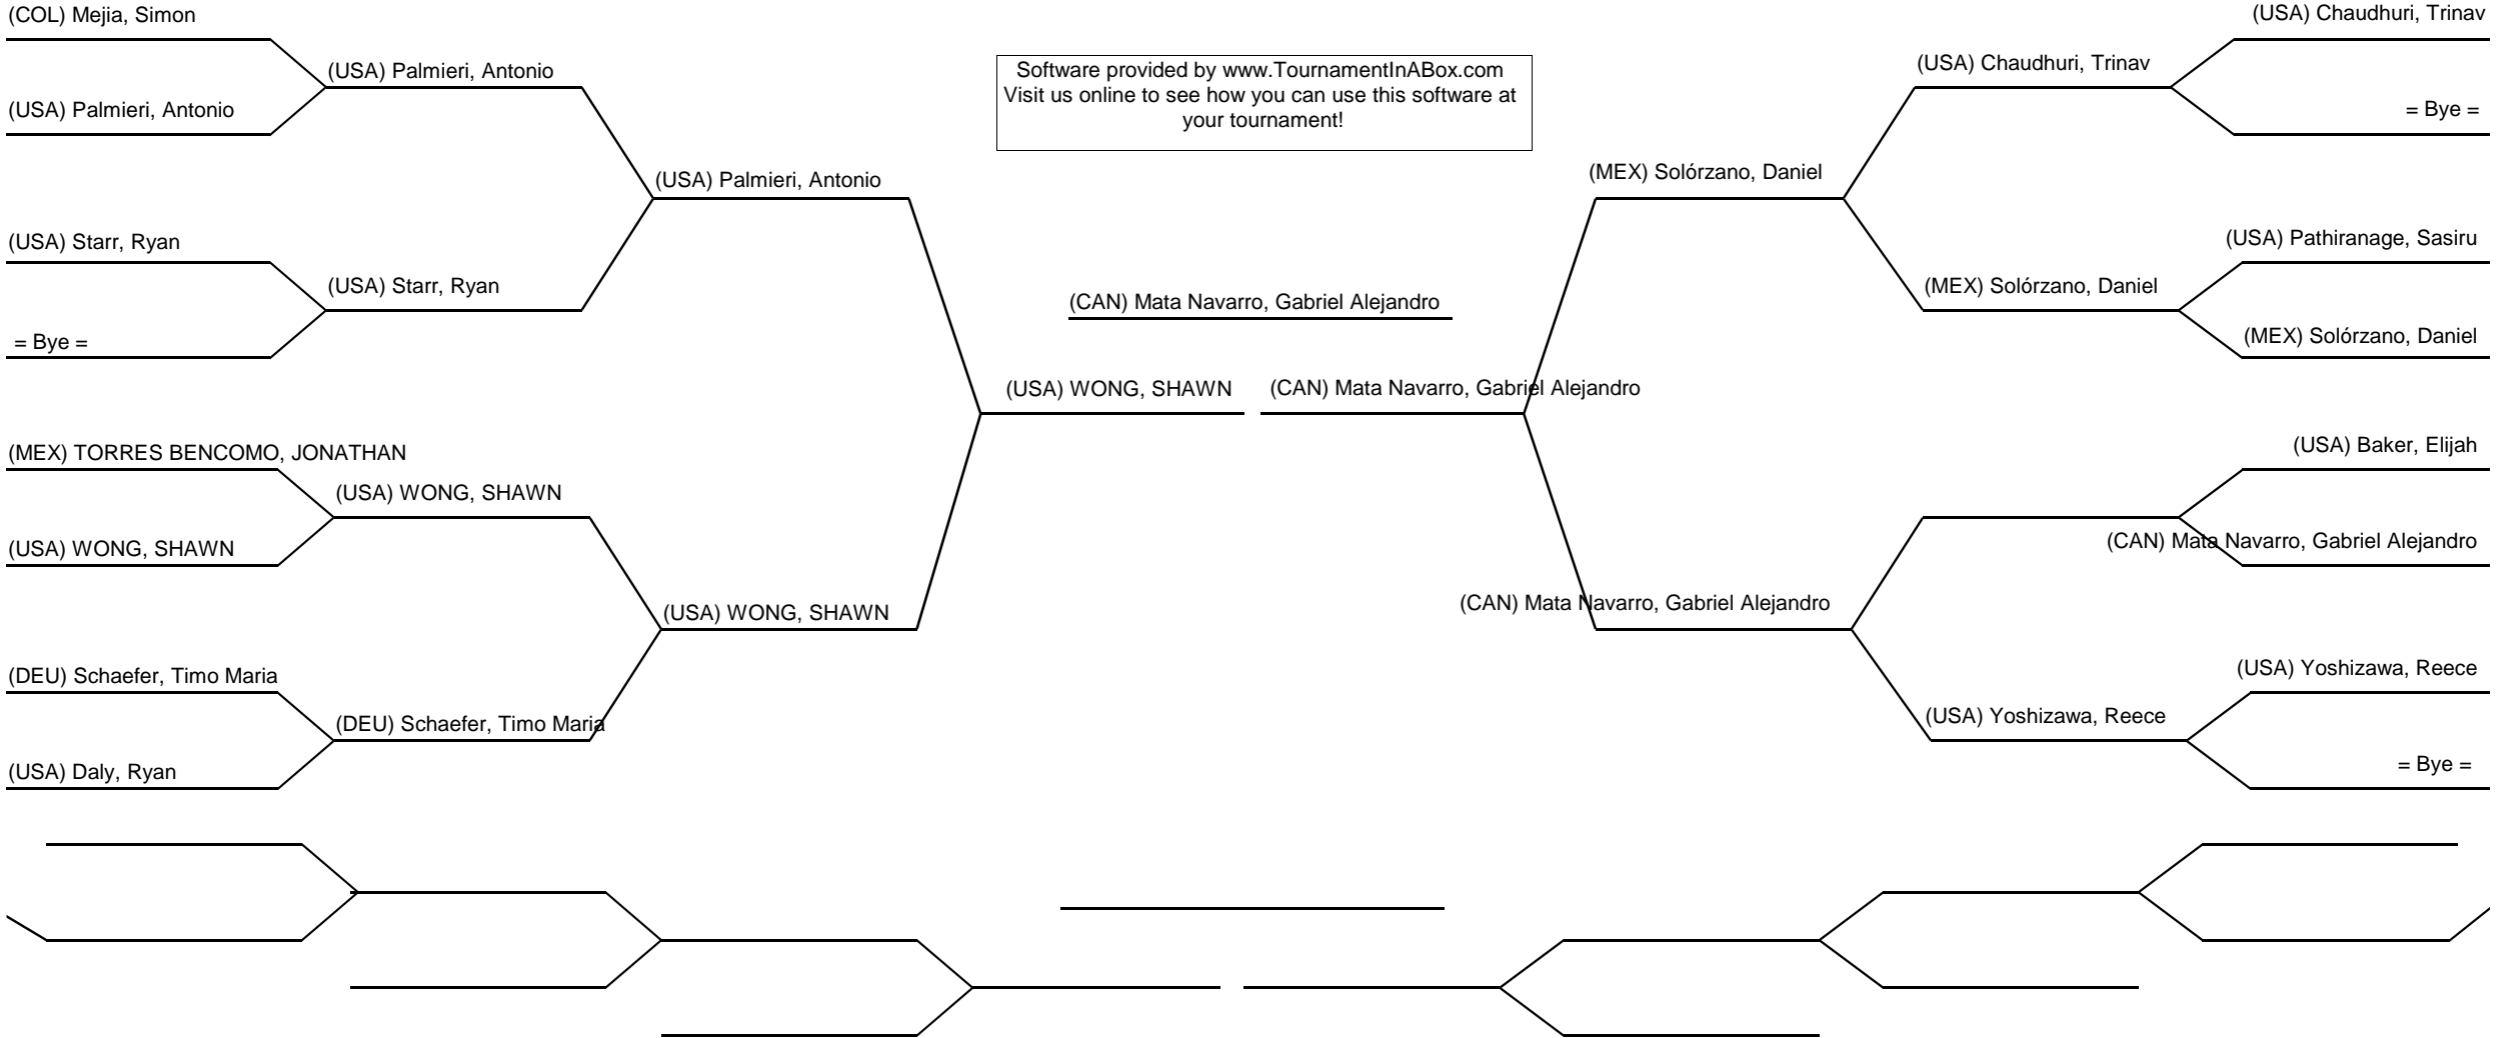 (COL) Mejia, Simon
(USA) Palmieri, Antonio
(USA) Starr, Ryan
= Bye =
(MEX) TORRES BENCOMO, JONATHAN
(USA) WONG, SHAWN
(DEU) Schaefer, Timo Maria
(USA) Daly, Ryan
(USA) Palmieri, Antonio
(USA) Starr, Ryan
(USA) WONG, SHAWN
(DEU) Schaefer, Timo Maria
(USA) Palmieri, Antonio
(USA) WONG, SHAWN
Software provided by www.TournamentInABox.com
Visit us online to see how you can use this software at
your tournament!
(CAN) Mata Navarro, Gabriel Alejandro
(USA) WONG, SHAWN
(CAN) Mata Navarro, Gabriel Alejandro
(MEX) Solórzano, Daniel
(CAN) Mata Navarro, Gabriel Alejandro
(USA) Chaudhuri, Trinav
(MEX) Solórzano, Daniel
(USA) Yoshizawa, Reece
(USA) Chaudhuri, Trinav
= Bye =
(USA) Pathiranage, Sasiru
(MEX) Solórzano, Daniel
(USA) Baker, Elijah
(CAN) Mata Navarro, Gabriel Alejandro
(USA) Yoshizawa, Reece
= Bye =